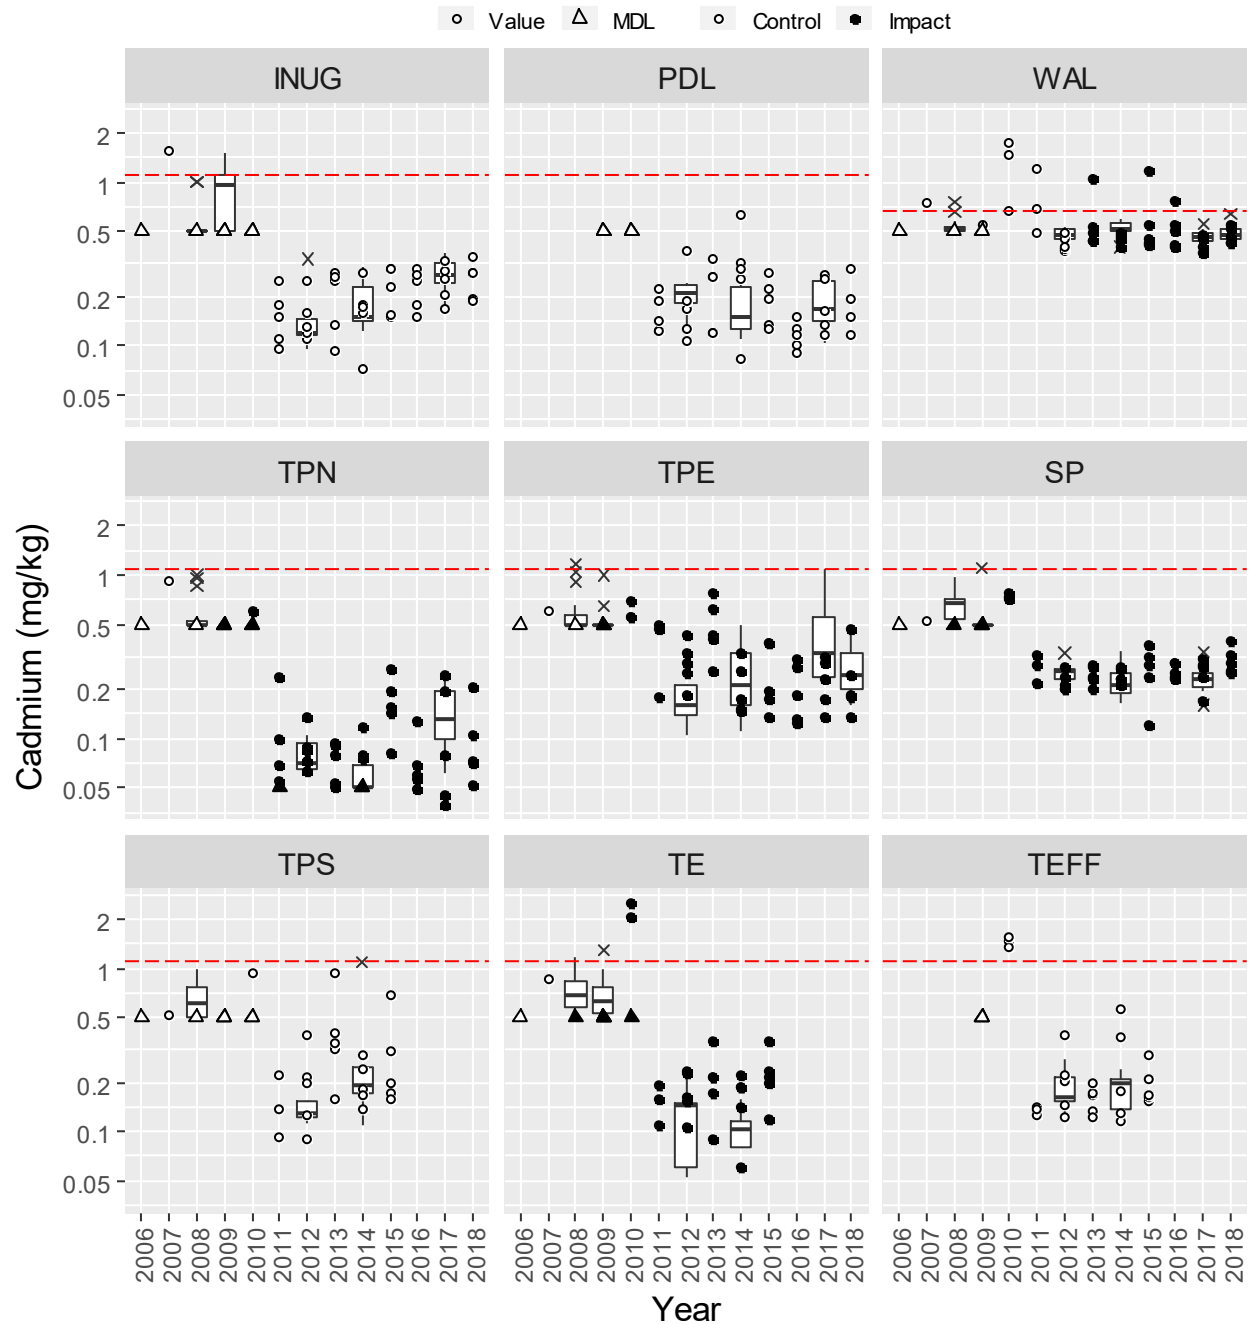 Value MDL Control Impact
INUG PDL WAL
2
1
0.5
0.2
0.1
0.05
TPN TPE SP
2
1
0.5
0.2
0.1
0.05
TPS TE TEFF
2
1
0.5
0.2
0.1
0.05
Cadmium (mg/kg)
2006 2007 2008 2009 2010 2011 2012 2013 2014 2015 2016 2017 2018 2006 2007 2008 2009 2010 2011 2012 2013 2014 2015 2016 2017 2018 2006 2007 2008 2009 2010 2011 2012 2013 2014 2015 2016 2017 2018
Year